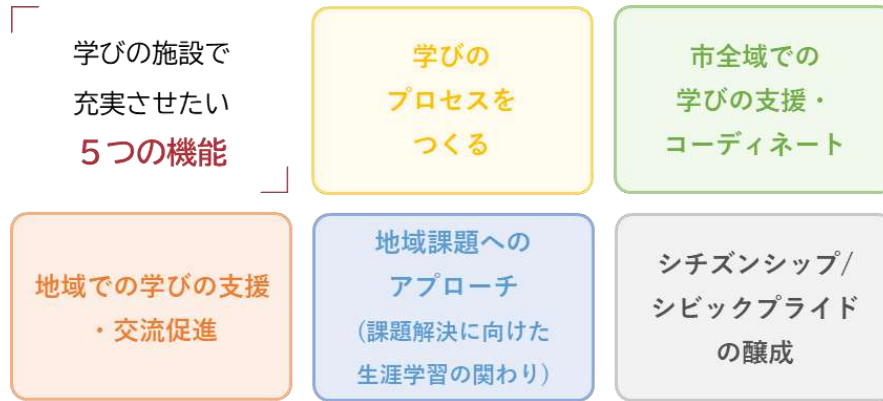 学びの施設で
充実させたい
５つの機能
学びの
プロセスを
つくる
市全域での
学びの支援・
コーディネート
地域での学びの支援
・交流促進
地域課題への
アプローチ
(課題解決に向けた
生涯学習の関わり)
シチズンシップ/
シビックプライド
の醸成